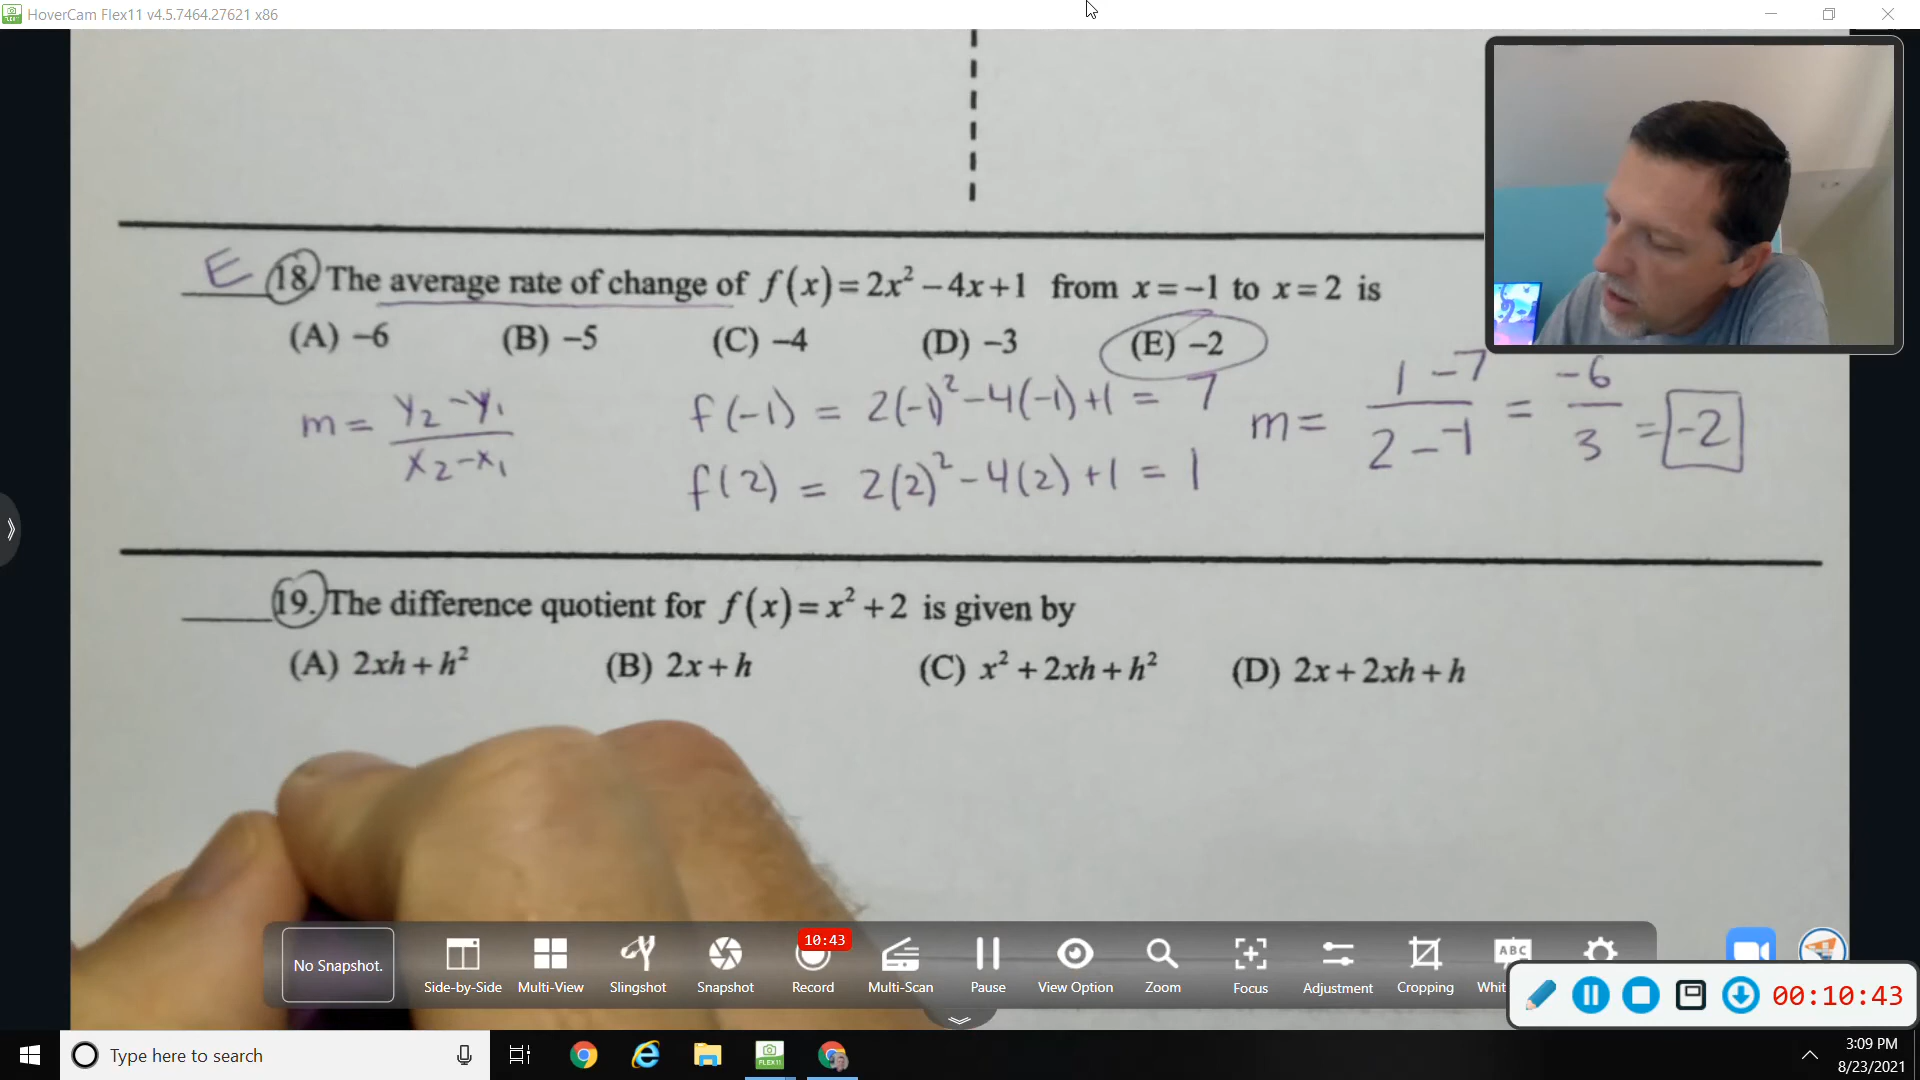 HoverCam Flex11 v4.5.7464.27621 x86
E 18. The average rate of change of f(x)=2x²−4x+1 from x=−1 to x=2 is
(A) −6 (B) −5 (C) −4 (D) −3 (E) −2
m = y₂−y₁ / x₂−x₁
f(-1) = 2(-1)²-4(-1)+1 = 7
f(2) = 2(2)²-4(2)+1 = 1
m = 1-7 / 2--1 = -6 / 3 = -2
19. The difference quotient for f(x)=x²+2 is given by
(A) 2xh+h² (B) 2x+h (C) x²+2xh+h² (D) 2x+2xh+h
No Snapshot.
10:43
Side-by-Side Multi-View Slingshot Snapshot Record Multi-Scan Pause View Option Zoom Focus Adjustment Cropping Whit
ABC
00:10:43
Type here to search
FLEX11
3:09 PM
8/23/2021